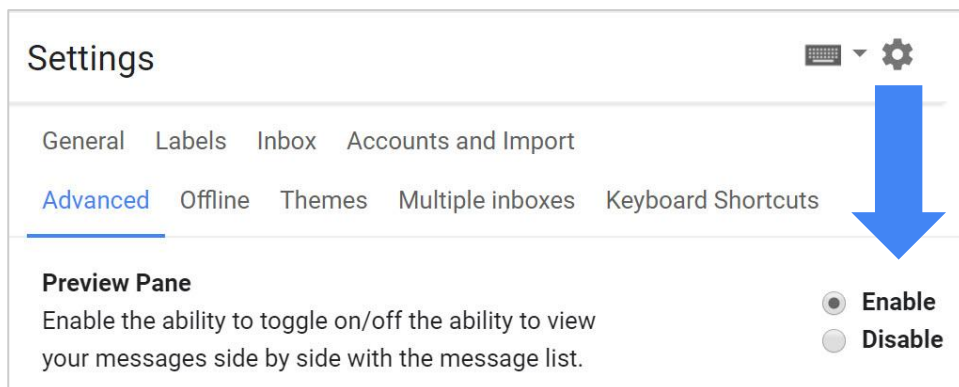 Settings
General Labels Inbox Accounts and Import
Advanced Offline Themes Multiple inboxes Keyboard Shortcuts
Preview Pane
Enable the ability to toggle on/off the ability to view
your messages side by side with the message list.
Enable
Disable